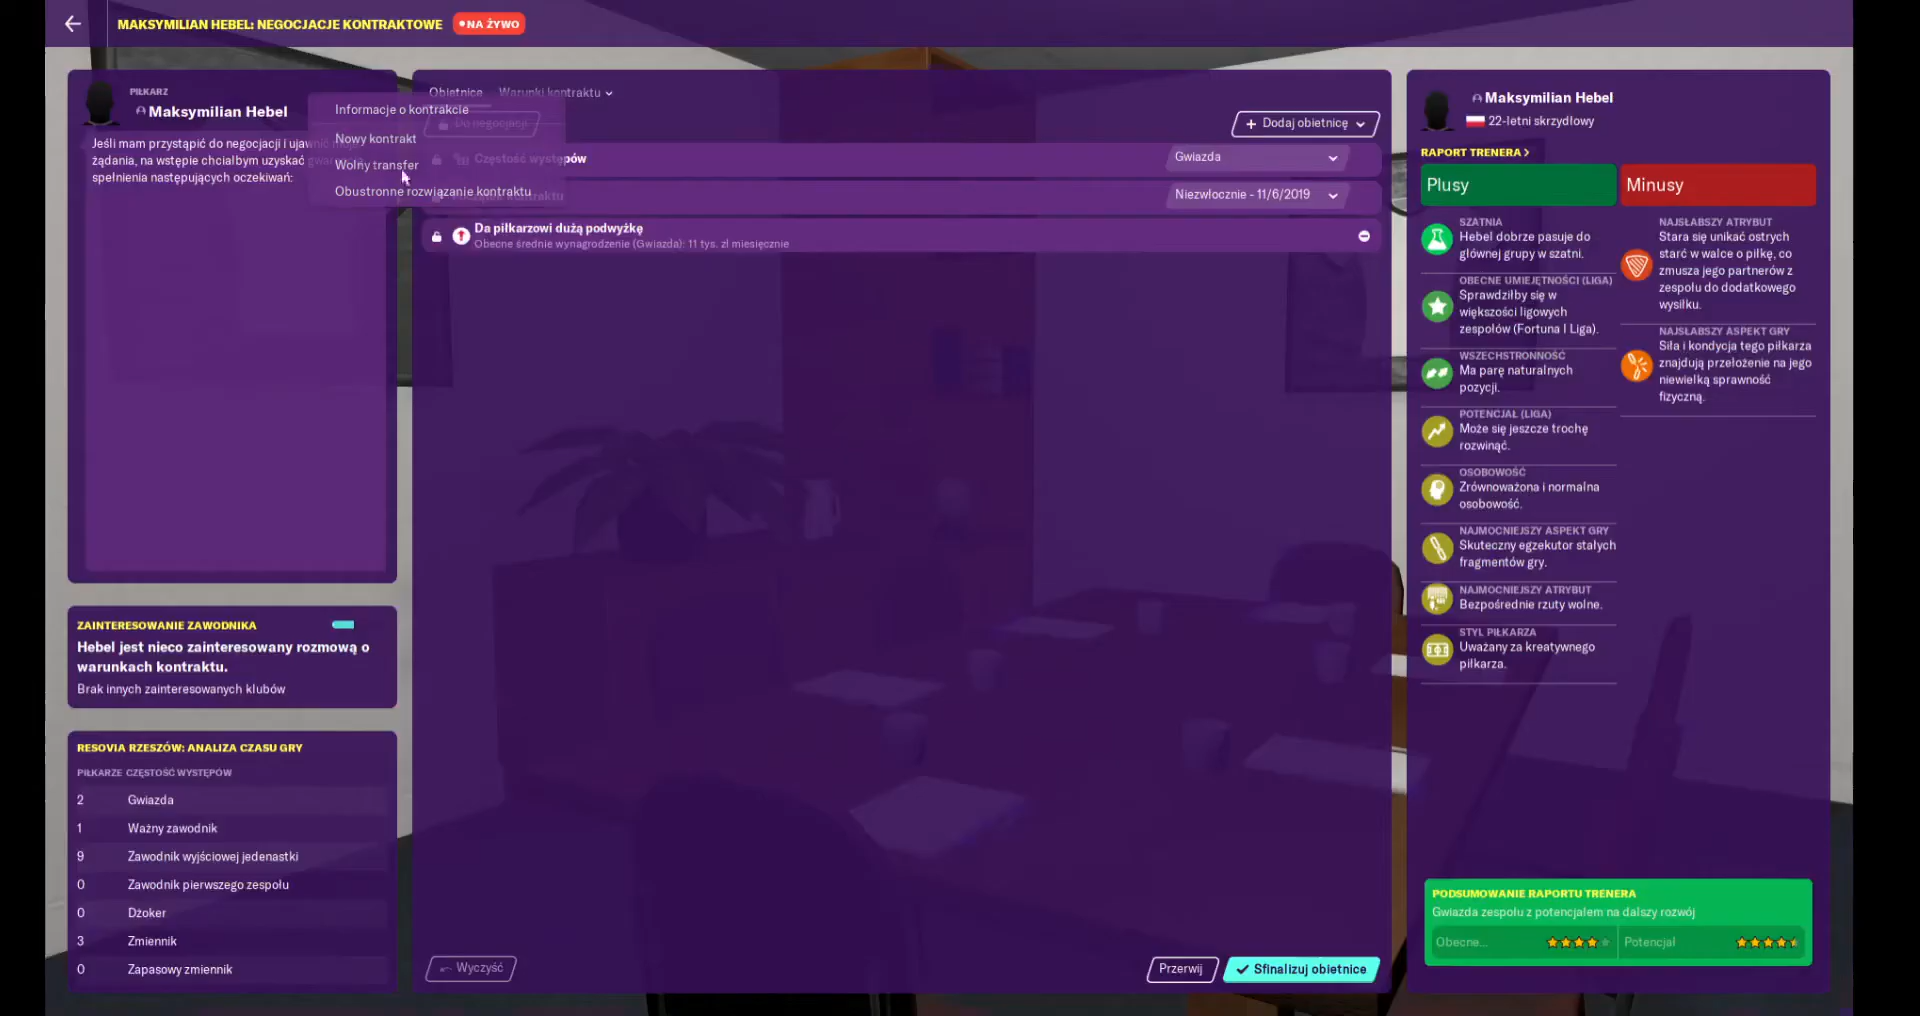 MAKSYMILIAN HEBEL: NEGOCJACJE KONTRAKTOWE
NA ŻYWO
PIŁKARZ
Maksymilian Hebel
Jeśli mam przystąpić do negocjacji i ujawnić
żądania, na wstępie chciałbym uzyskać
spełnienia następujących oczekiwań:
Informacje o kontrakcie
Nowy kontrakt
Wolny transfer
Obustronne rozwiązanie kontraktu
Obietnice
Warunki kontraktu
Do negocjacji
+ Dodaj obietnicę
Częstość występów
Gwiazda
kontraktu
Niezwłocznie - 11/6/2019
Da piłkarzowi dużą podwyżkę
Obecne średnie wynagrodzenie (Gwiazda): 11 tys. zł miesięcznie
ZAINTERESOWANIE ZAWODNIKA
Hebel jest nieco zainteresowany rozmową o
warunkach kontraktu.
Brak innych zainteresowanych klubów
RESOVIA RZESZÓW: ANALIZA CZASU GRY
PIŁKARZE CZĘSTOŚĆ WYSTĘPÓW
2 Gwiazda
1 Ważny zawodnik
9 Zawodnik wyjściowej jedenastki
0 Zawodnik pierwszego zespołu
0 Dżoker
3 Zmiennik
0 Zapasowy zmiennik
Wyczyść
Przerwij
Sfinalizuj obietnice
Maksymilian Hebel
22-letni skrzydłowy
RAPORT TRENERA >
Plusy
SZATNIA
Hebel dobrze pasuje do
głównej grupy w szatni.
OBECNE UMIEJĘTNOŚCI (LIGA)
Sprawdziłby się w
większości ligowych
zespołów (Fortuna I Liga).
WSZECHSTRONNOŚĆ
Ma parę naturalnych
pozycji.
POTENCJAŁ (LIGA)
Może się jeszcze trochę
rozwinąć.
OSOBOWOŚĆ
Zrównoważona i normalna
osobowość.
NAJMOCNIEJSZY ASPEKT GRY
Skuteczny egzekutor stałych
fragmentów gry.
NAJMOCNIEJSZY ATRYBUT
Bezpośrednie rzuty wolne.
STYL PIŁKARZA
Uważany za kreatywnego
piłkarza.
Minusy
NAJSŁABSZY ATRYBUT
Stara się unikać ostrych
starć w walce o piłkę, co
zmusza jego partnerów z
zespołu do dodatkowego
wysiłku.
NAJSŁABSZY ASPEKT GRY
Siła i kondycja tego piłkarza
znajdują przełożenie na jego
niewielką sprawność
fizyczną.
PODSUMOWANIE RAPORTU TRENERA
Gwiazda zespołu z potencjałem na dalszy rozwój
Obecne...
Potencjał